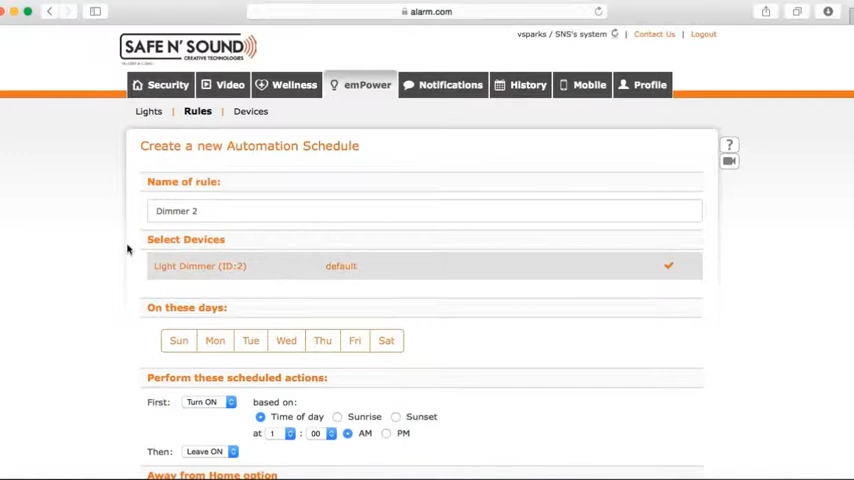 alarm.com
SAFE N' SOUND
CREATIVE TECHNOLOGIES
vsparks / SNS's system | Contact Us | Logout
Security Video Wellness emPower Notifications History Mobile Profile
Lights | Rules | Devices
Create a new Automation Schedule
?
Name of rule:
Dimmer 2
Select Devices
Light Dimmer (ID:2) default
On these days:
Sun Mon Tue Wed Thu Fri Sat
Perform these scheduled actions:
First: Turn ON based on:
Time of day Sunrise Sunset
at 1 : 00 AM PM
Then: Leave ON
Away from Home option